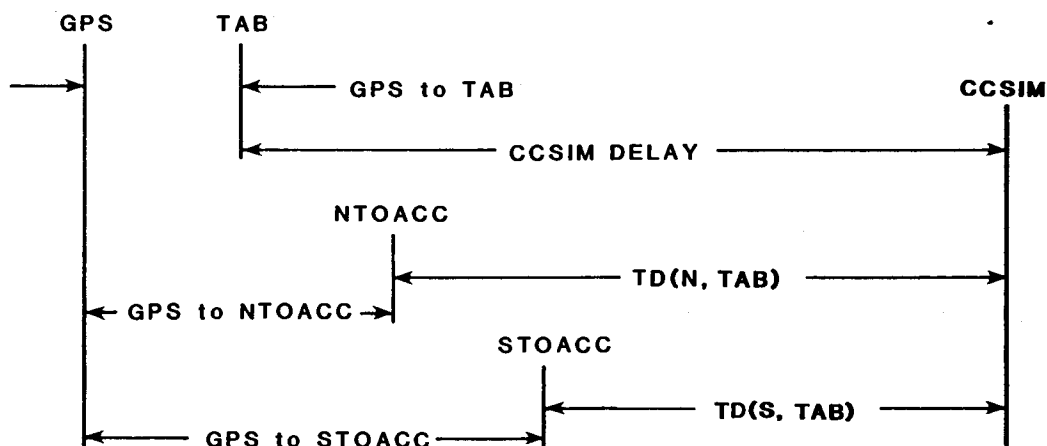 GPS TAB
GPS to TAB
CCSIM
CCSIM DELAY
NTOACC
TD(N, TAB)
GPS to NTOACC
STOACC
TD(S, TAB)
GPS to STOACC